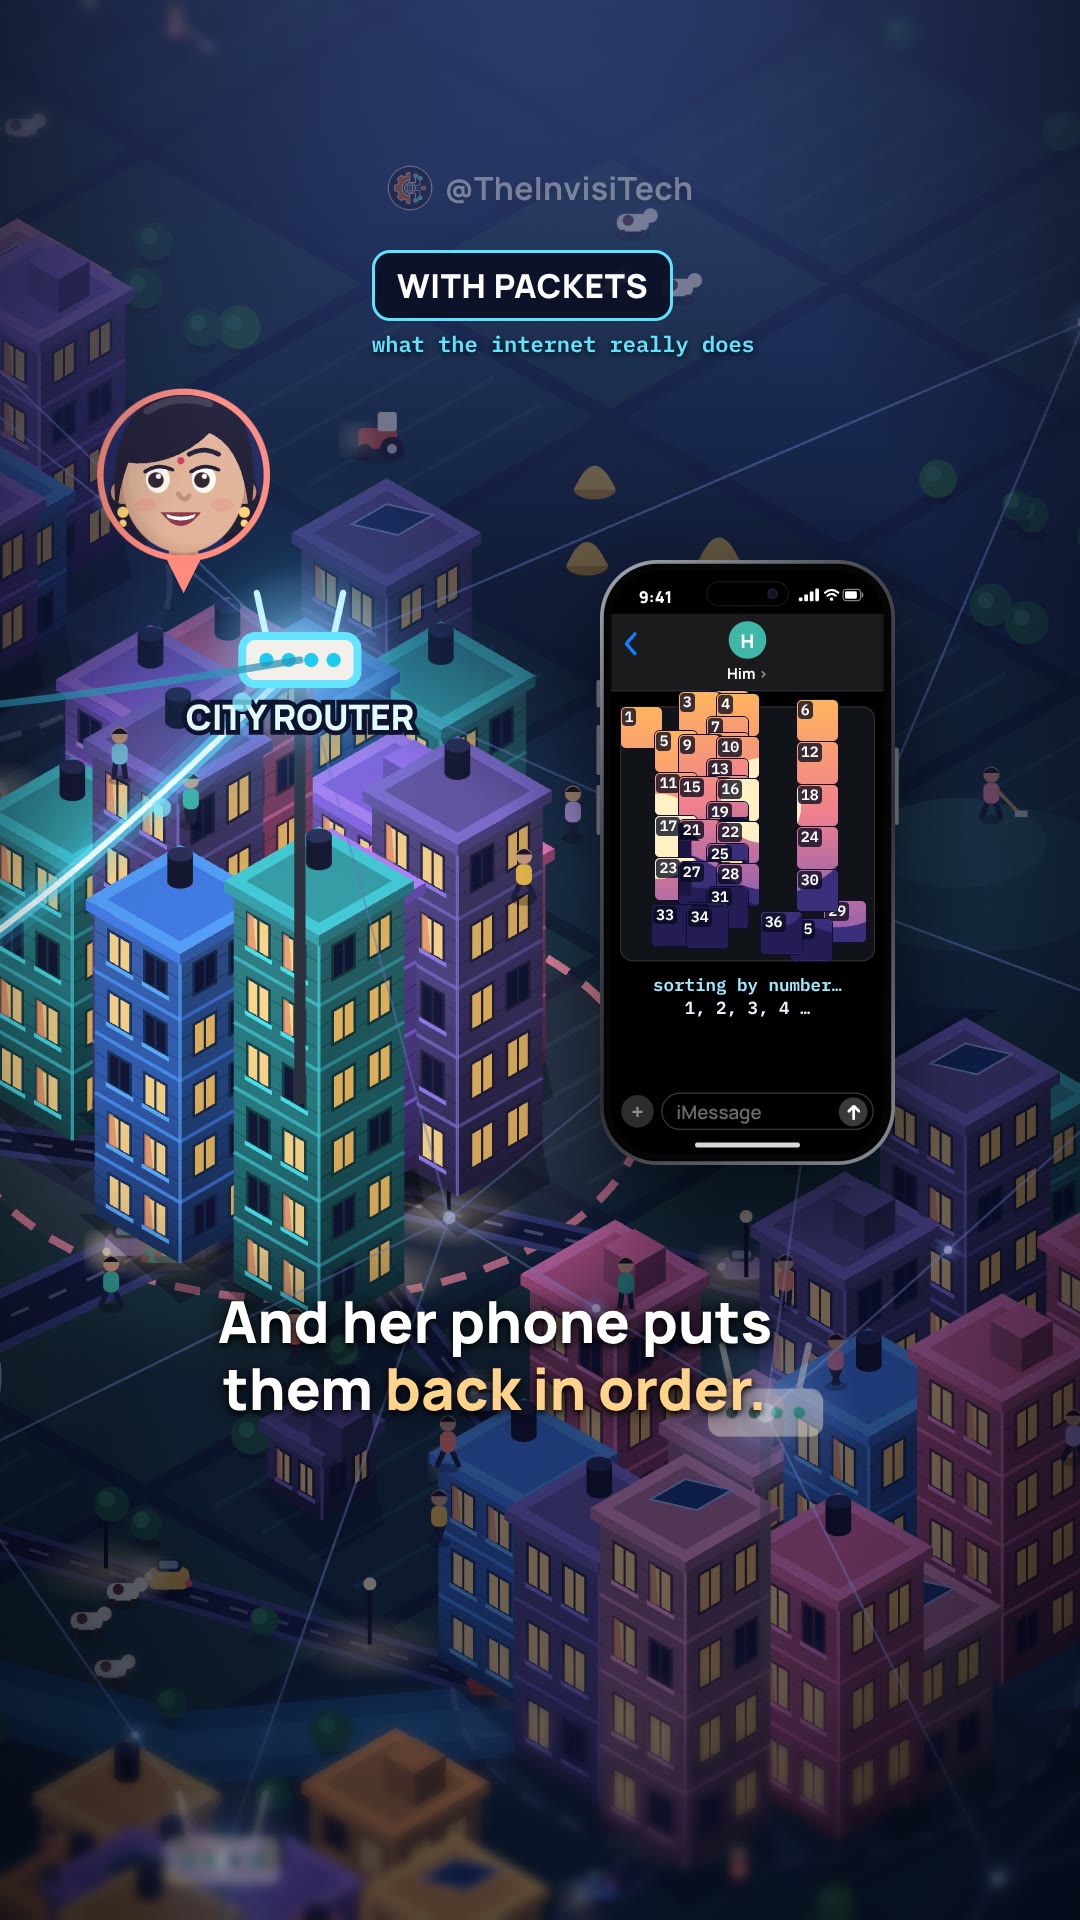 @TheInvisiTech
WITH PACKETS
what the internet really does
9:41
H
Him ›
CITY ROUTER
1
3
4
6
7
5
9
10
12
13
11
15
16
18
19
17
21
22
24
25
23
27
28
30
31
33
34
36
5
29
sorting by number…
1, 2, 3, 4 …
+
iMessage
And her phone puts
them back in order.